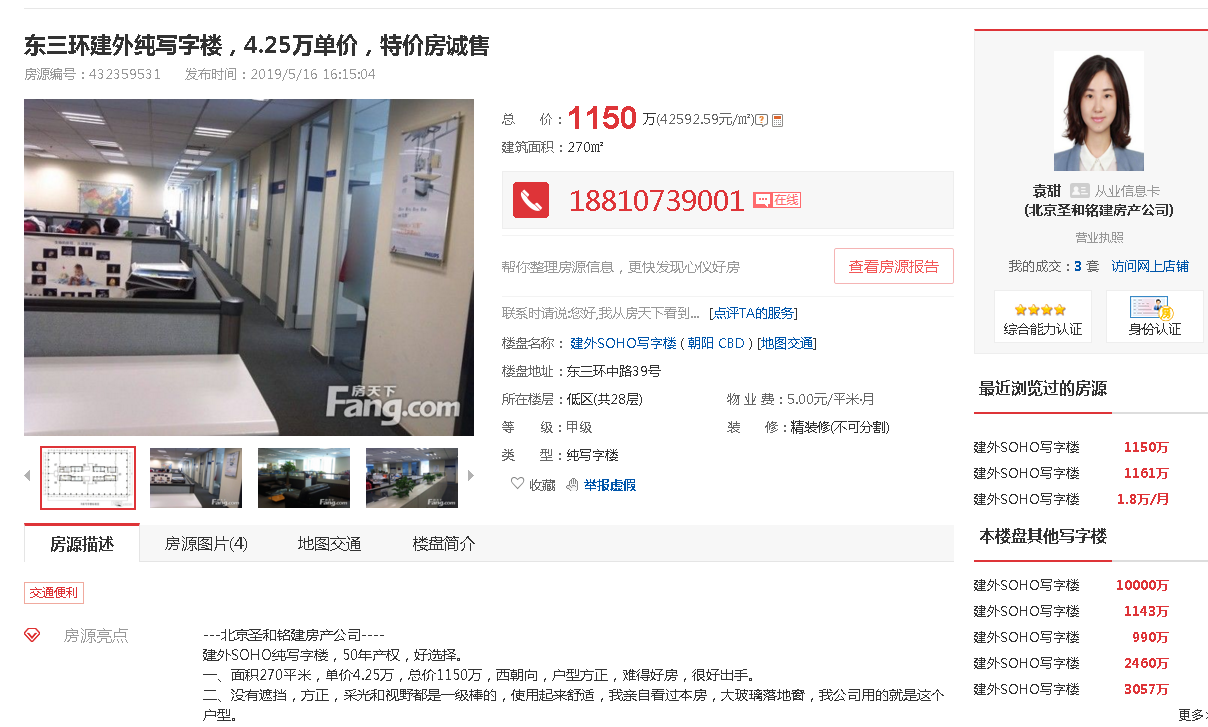 东三环建外纯写字楼，4.25万单价，特价房诚售
房源编号：432359531 发布时间：2019/5/16 16:15:04
总 价：1150 万(42592.59元/㎡)
建筑面积：270㎡
18810739001 在线
帮你整理房源信息，更快发现心仪好房 查看房源报告
联系时请说:您好,我从房天下看到... [点评TA的服务]
楼盘名称： 建外SOHO写字楼 ( 朝阳 CBD ) [地图交通]
楼盘地址：东三环中路39号
所在楼层：低区(共28层) 物 业 费：5.00元/平米·月
等 级：甲级 装 修：精装修(不可分割)
类 型：纯写字楼
收藏 举报虚假
房天下
Fang.com
PHILIPS
Fang.com
Fang.com
Fang.com
房源描述 房源图片(4) 地图交通 楼盘简介
交通便利
房源亮点
---北京圣和铭建房产公司----
建外SOHO纯写字楼，50年产权，好选择。
一、面积270平米，单价4.25万，总价1150万，西朝向，户型方正，难得好房，很好出手。
二、没有遮挡，方正，采光和视野都是一级棒的，使用起来舒适，我亲自看过本房，大玻璃落地窗，我公司用的就是这个
户型。
袁甜 从业信息卡
(北京圣和铭建房产公司)
营业执照
我的成交：3 套 访问网上店铺
综合能力认证 房 身份认证
最近浏览过的房源
建外SOHO写字楼 1150万
建外SOHO写字楼 1161万
建外SOHO写字楼 1.8万/月
本楼盘其他写字楼
建外SOHO写字楼 10000万
建外SOHO写字楼 1143万
建外SOHO写字楼 990万
建外SOHO写字楼 2460万
建外SOHO写字楼 3057万
更多